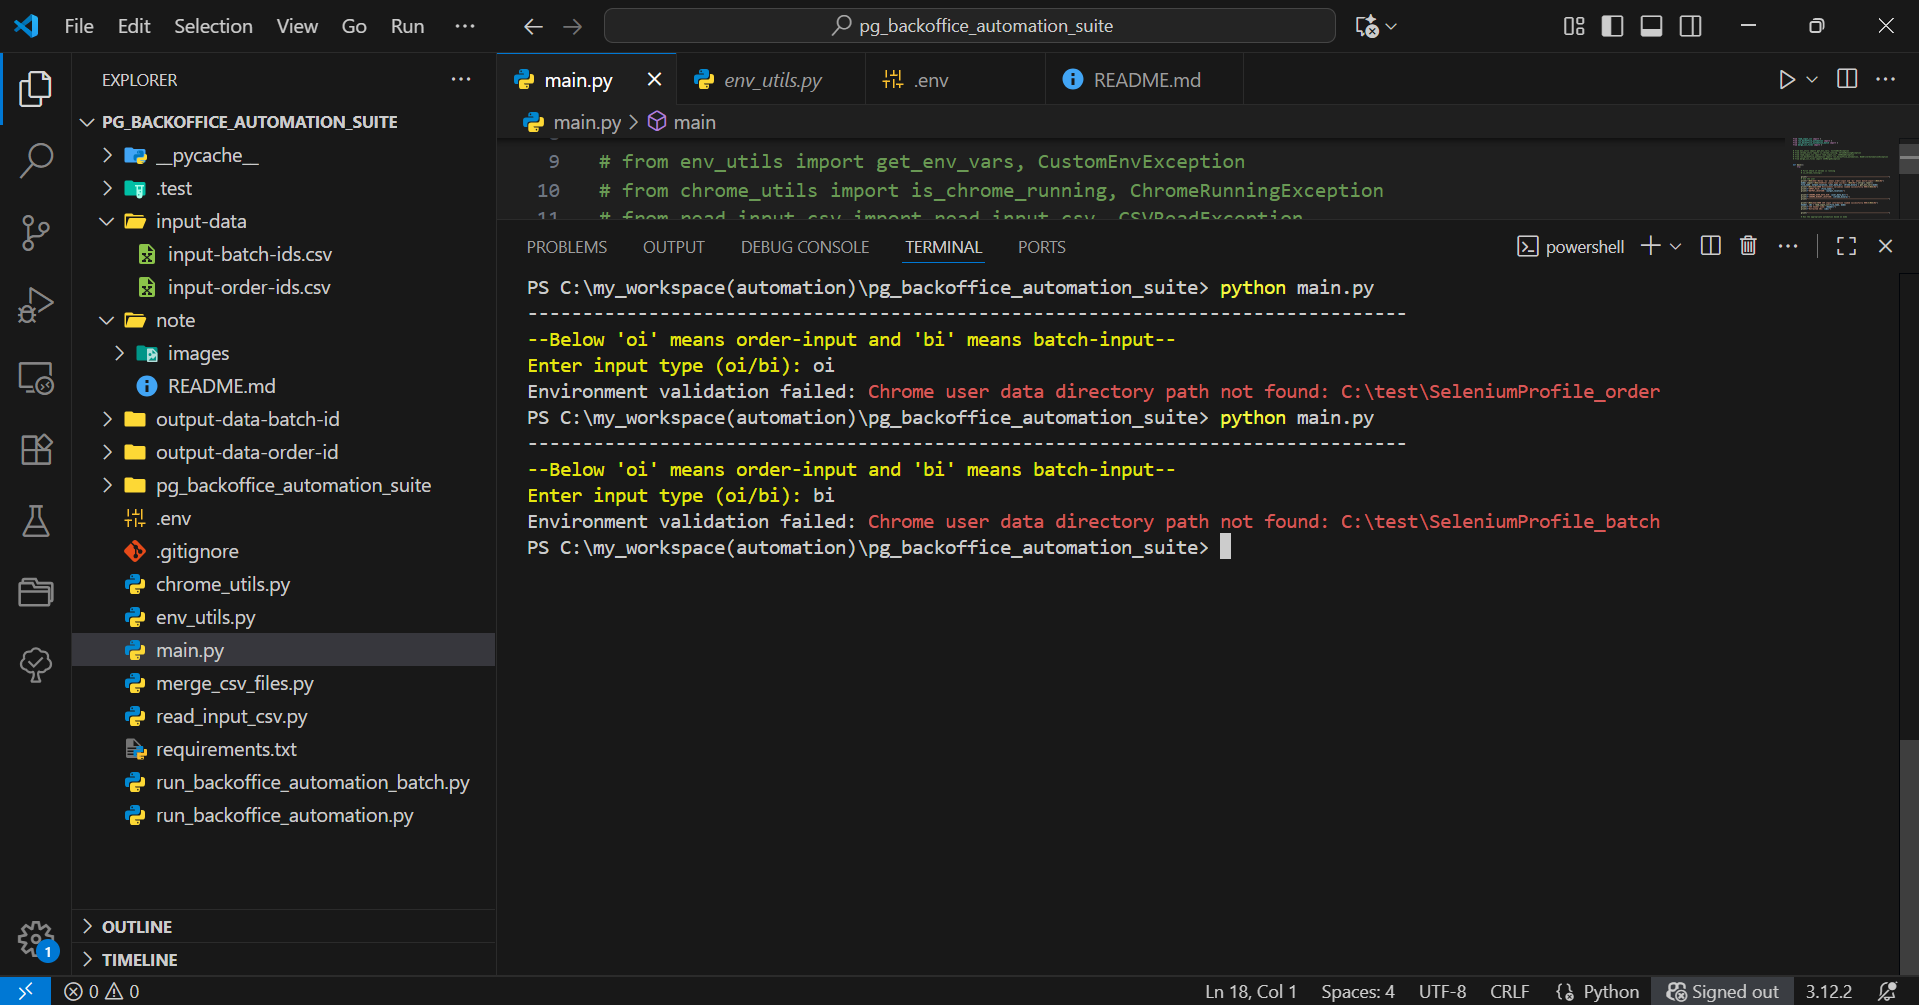 File Edit Selection View Go Run ··· pg_backoffice_automation_suite
EXPLORER ···
PG_BACKOFFICE_AUTOMATION_SUITE
__pycache__
.test
input-data
input-batch-ids.csv
input-order-ids.csv
note
images
README.md
output-data-batch-id
output-data-order-id
pg_backoffice_automation_suite
.env
.gitignore
chrome_utils.py
env_utils.py
main.py
merge_csv_files.py
read_input_csv.py
requirements.txt
run_backoffice_automation_batch.py
run_backoffice_automation.py
OUTLINE
TIMELINE
main.py env_utils.py .env README.md
main.py > main
9 # from env_utils import get_env_vars, CustomEnvException
10 # from chrome_utils import is_chrome_running, ChromeRunningException
11 # from read_input_csv import read_input_csv, CSVReadException
PROBLEMS OUTPUT DEBUG CONSOLE TERMINAL PORTS powershell
PS C:\my_workspace(automation)\pg_backoffice_automation_suite> python main.py
--------------------------------------------------------------------------------
--Below 'oi' means order-input and 'bi' means batch-input--
Enter input type (oi/bi): oi
Environment validation failed: Chrome user data directory path not found: C:\test\SeleniumProfile_order
PS C:\my_workspace(automation)\pg_backoffice_automation_suite> python main.py
--------------------------------------------------------------------------------
--Below 'oi' means order-input and 'bi' means batch-input--
Enter input type (oi/bi): bi
Environment validation failed: Chrome user data directory path not found: C:\test\SeleniumProfile_batch
PS C:\my_workspace(automation)\pg_backoffice_automation_suite>
1
0 0 Ln 18, Col 1 Spaces: 4 UTF-8 CRLF Python Signed out 3.12.2